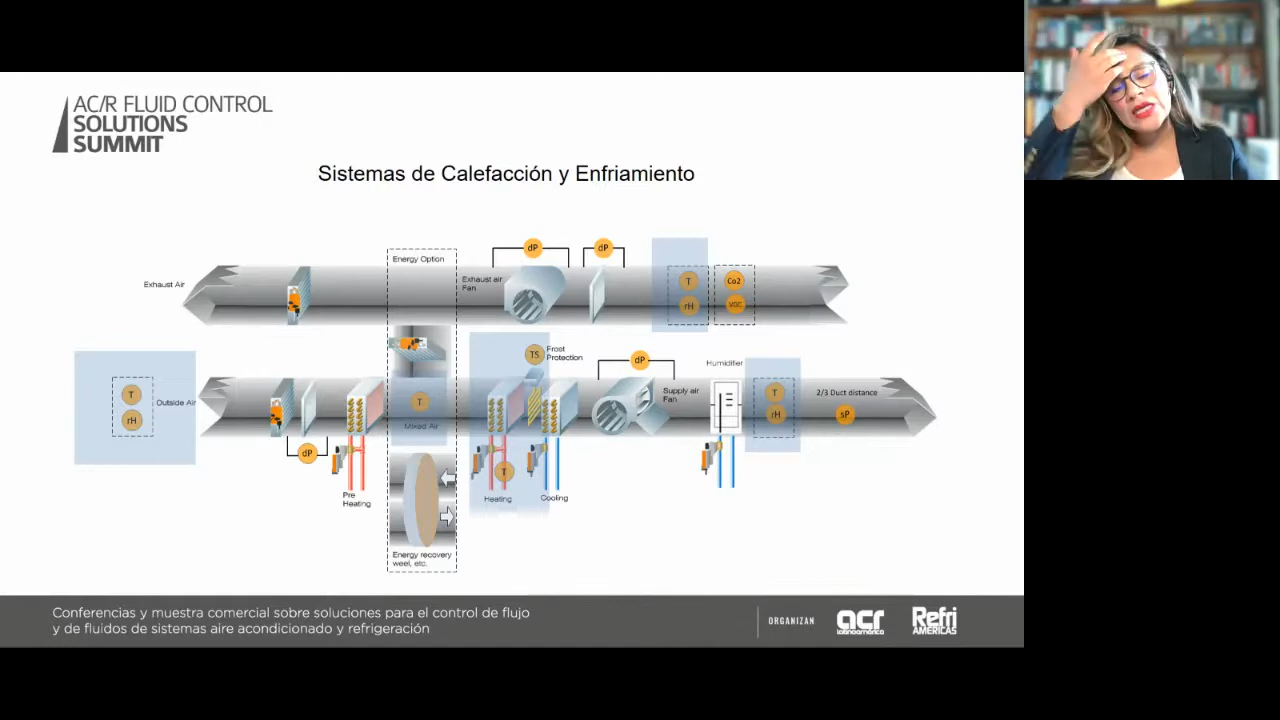 AC/R FLUID CONTROL
SOLUTIONS
SUMMIT
Sistemas de Calefacción y Enfriamiento
dP
dP
Energy Option
Exhaust Air
Exhaust air
Fan
T
rH
Co2
VOC
TS
Frost
Protection
dP
Humidifier
T
rH
Outside Air
T
Mixed Air
Supply air
Fan
T
rH
2/3 Duct distance
sP
dP
T
Pre
Heating
Heating
Cooling
Energy recovery
weel, etc.
Conferencias y muestra comercial sobre soluciones para el control de flujo
y de fluidos de sistemas aire acondicionado y refrigeración
ORGANIZAN
acr
latinoamérica
Refri
AMÉRICAS